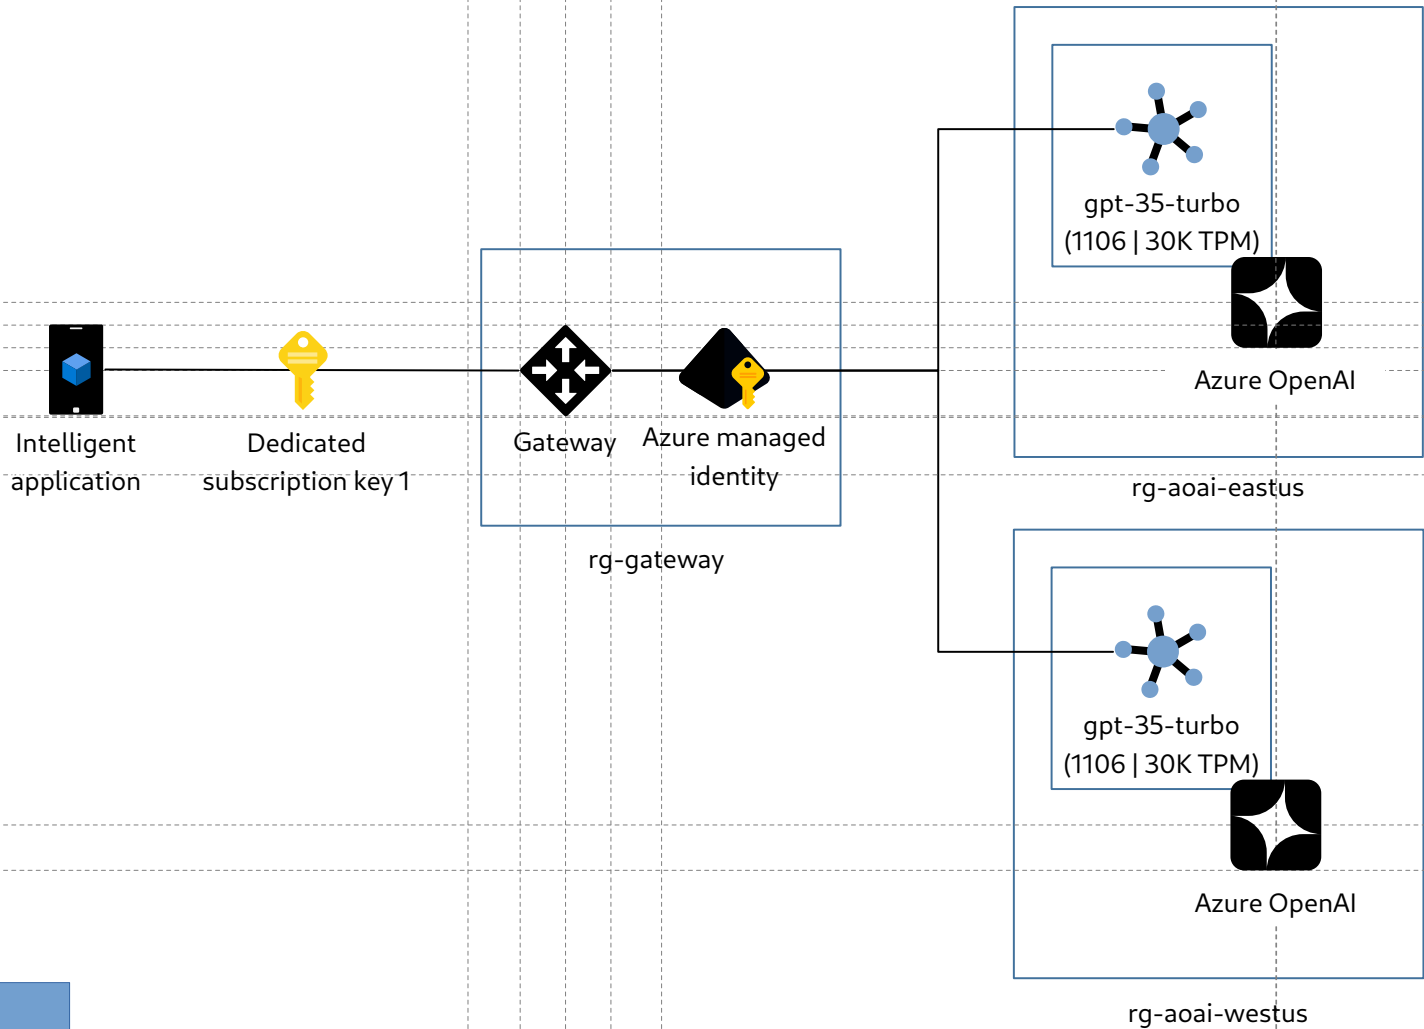 gpt-35-turbo
(1106 | 30K TPM)
Azure OpenAI
rg-aoai-eastus
Intelligent
application
Dedicated
subscription key 1
Gateway
Azure managed
identity
rg-gateway
gpt-35-turbo
(1106 | 30K TPM)
Azure OpenAI
rg-aoai-westus